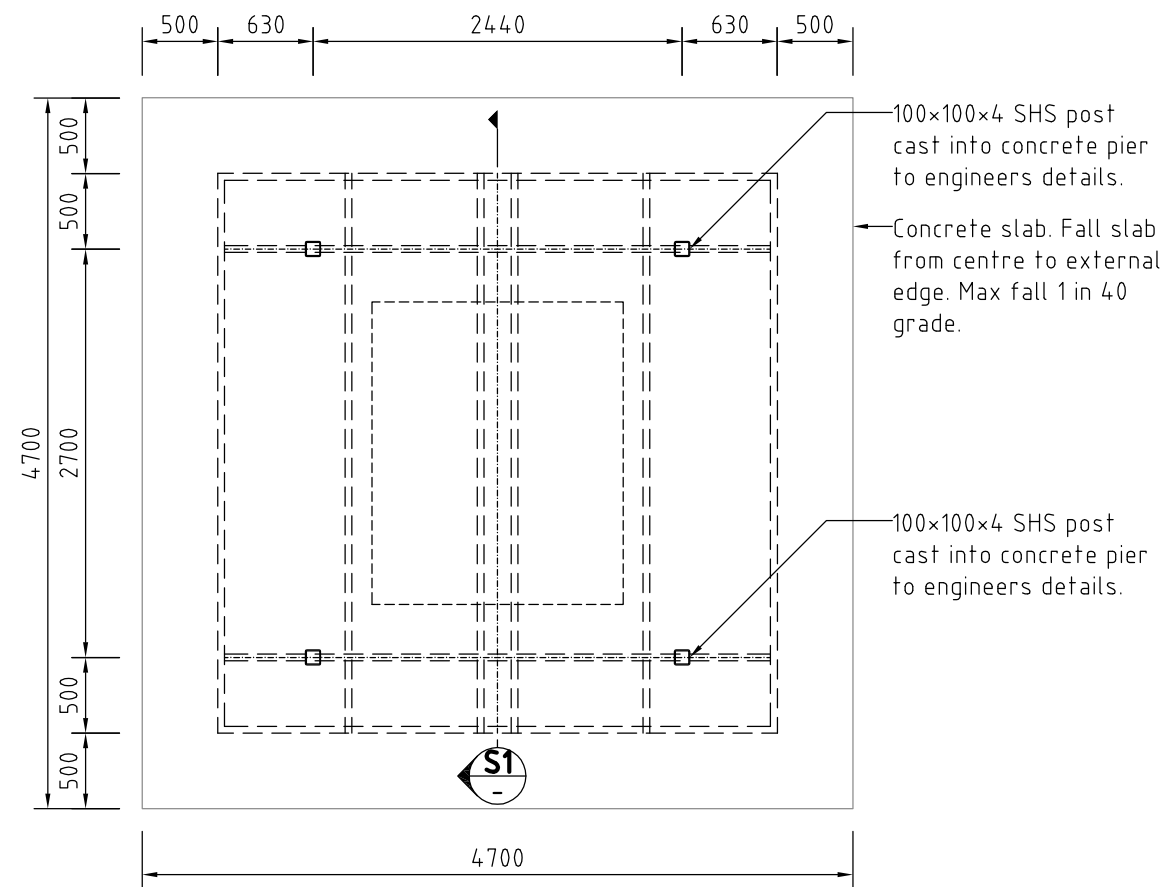 500
630
2440
630
500
500
500
4700
2700
500
500
100×100×4 SHS post
cast into concrete pier
to engineers details.
Concrete slab. Fall slab
from centre to external
edge. Max fall 1 in 40
grade.
100×100×4 SHS post
cast into concrete pier
to engineers details.
S1
-
4700